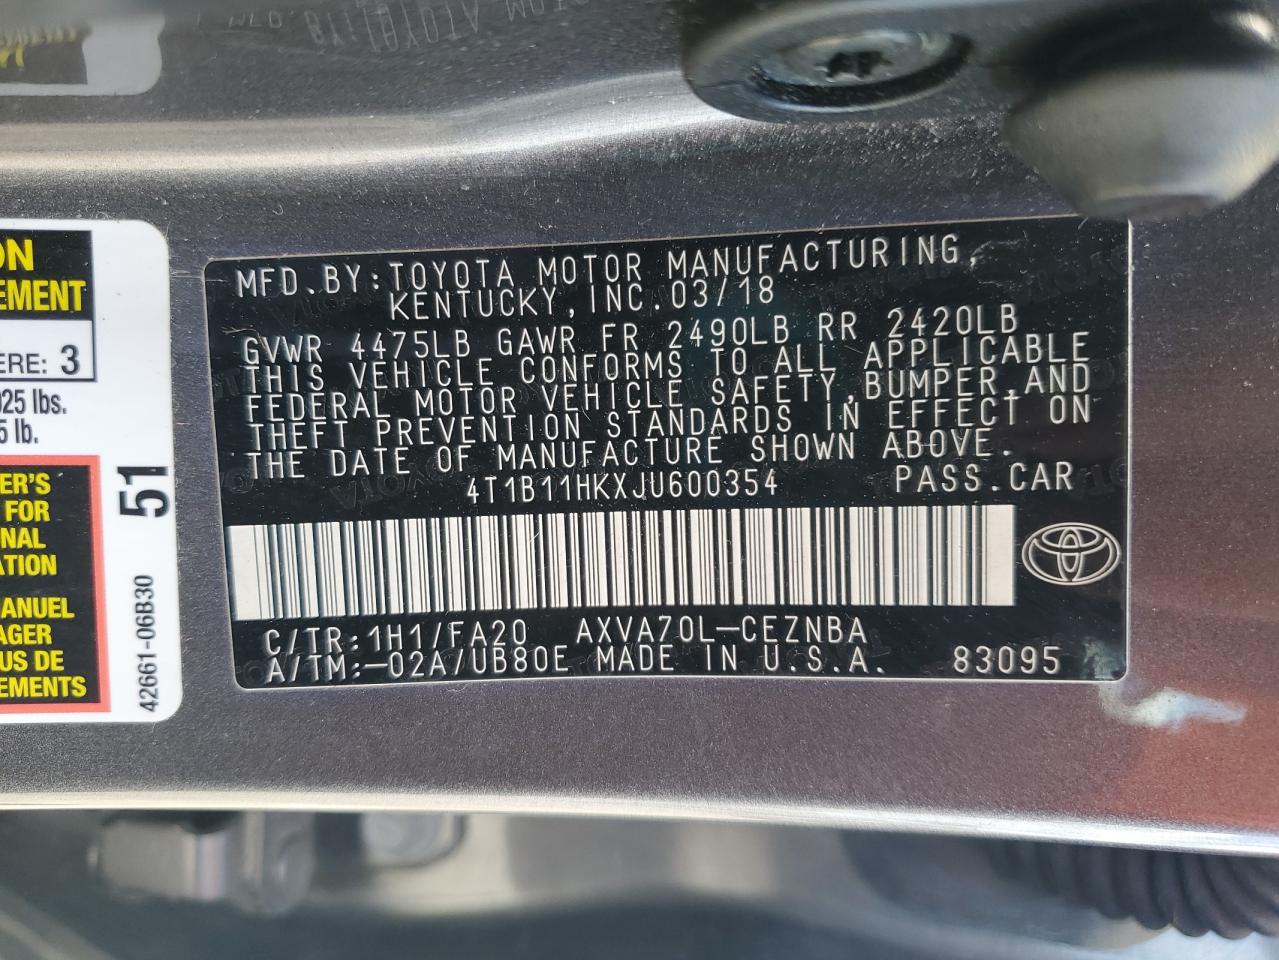 ON
EMENT
ERE: 3
025 lbs.
5 lb.
ER'S
FOR
NAL
ATION
ANUEL
AGER
US DE
EMENTS
51
42661-06B30
MFD.BY:TOYOTA MOTOR MANUFACTURING,
KENTUCKY,INC.03/18
GVWR 4475LB GAWR FR 2490LB RR 2420LB
THIS VEHICLE CONFORMS TO ALL APPLICABLE
FEDERAL MOTOR VEHICLE SAFETY,BUMPER,AND
THEFT PREVENTION STANDARDS IN EFFECT ON
THE DATE OF MANUFACTURE SHOWN ABOVE.
4T1B11HKXJU600354 PASS.CAR
C/TR:1H1/FA20 AXVA70L-CEZNBA
A/TM:-02A/UB80E MADE IN U.S.A. 83095